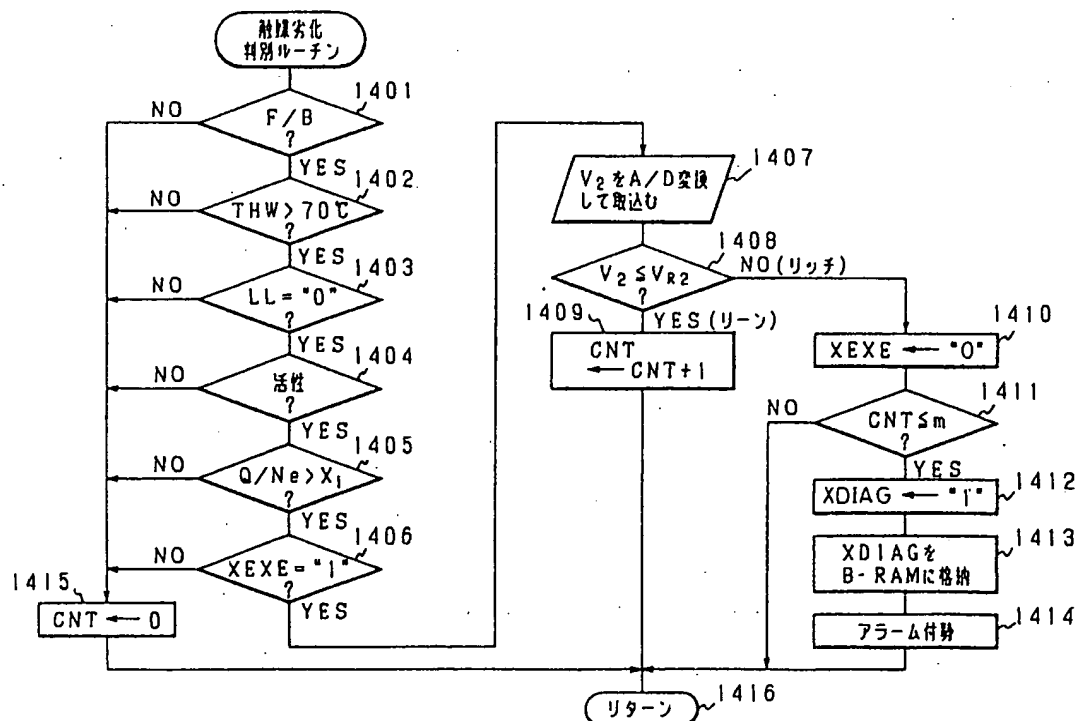 触媒劣化
判別ルーチン
1401
NO
F/B
?
YES
1402
NO
THW>70℃
?
YES
1403
NO
LL="0"
?
YES
1404
NO
活性
?
YES
1405
NO
Q/Ne>X1
?
YES
1406
NO
XEXE="1"
?
YES
1415
CNT ← 0
1407
V2をA/D変換
して取込む
1408
V2≦VR2
?
NO(リッチ)
YES(リーン)
1409
CNT
← CNT+1
1410
XEXE ← "0"
1411
NO
CNT≦m
?
YES
1412
XDIAG ← "1"
1413
XDIAGを
B-RAMに格納
1414
アラーム付勢
リターン
1416